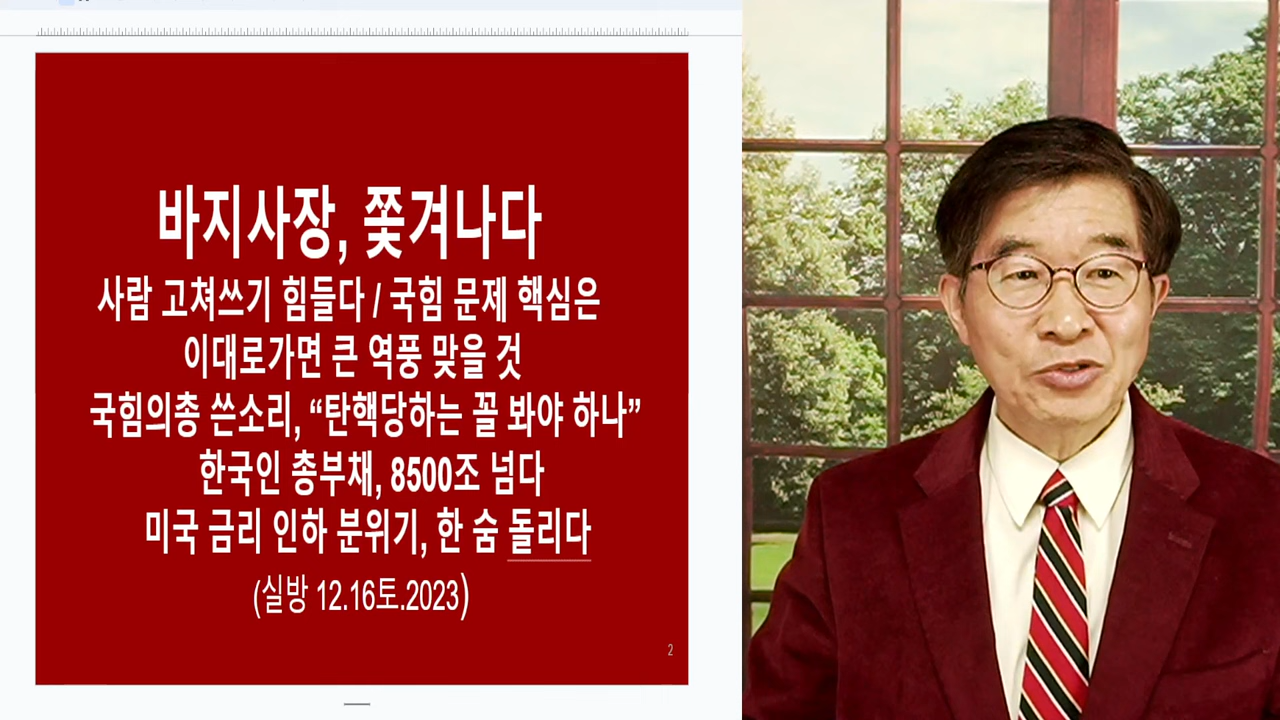 바지사장, 쫓겨나다
사람 고쳐쓰기 힘들다 / 국힘 문제 핵심은
이대로가면 큰 역풍 맞을 것
국힘의총 쓴소리, “탄핵당하는 꼴 봐야 하나”
한국인 총부채, 8500조 넘다
미국 금리 인하 분위기, 한 숨 돌리다
(실방 12.16토.2023)
2